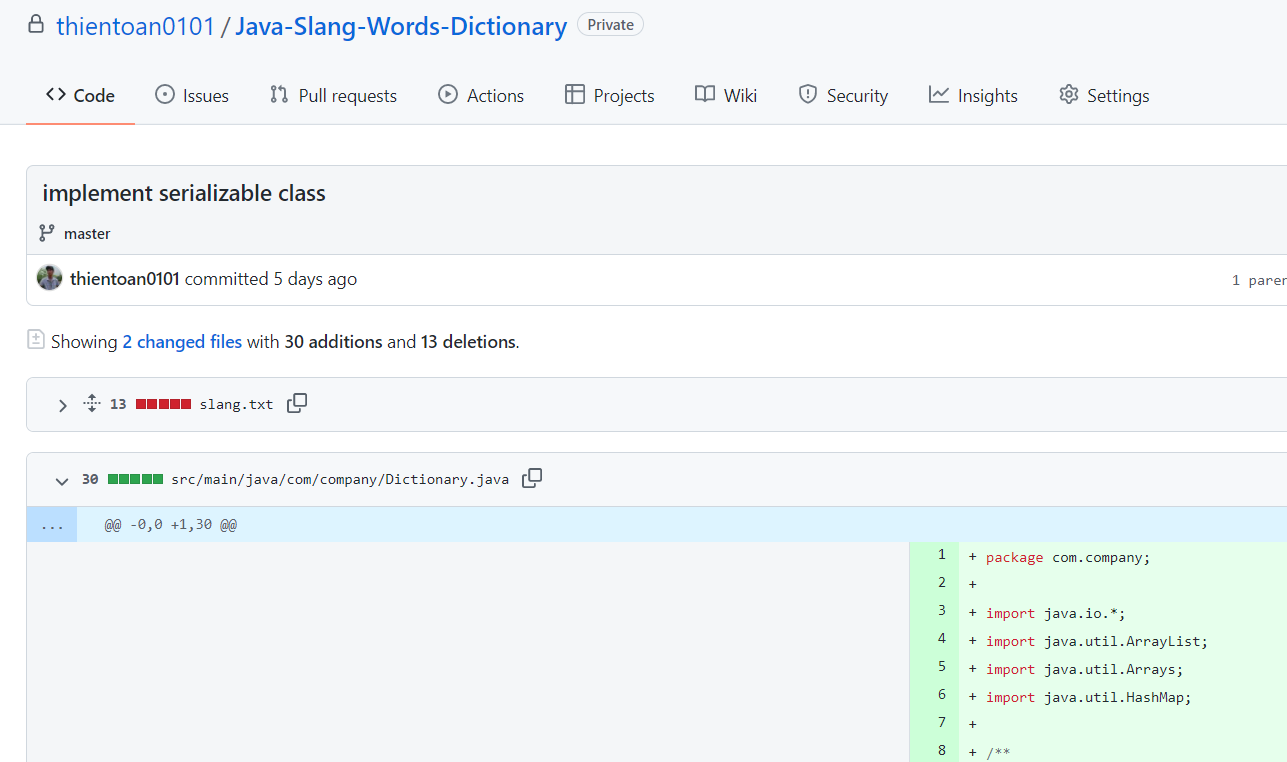 thientoan0101 / Java-Slang-Words-Dictionary Private
Code Issues Pull requests Actions Projects Wiki Security Insights Settings
implement serializable class
master
thientoan0101 committed 5 days ago
1 paren
Showing 2 changed files with 30 additions and 13 deletions.
13 slang.txt
30 src/main/java/com/company/Dictionary.java
... @@ -0,0 +1,30 @@
1 + package com.company;
2 +
3 + import java.io.*;
4 + import java.util.ArrayList;
5 + import java.util.Arrays;
6 + import java.util.HashMap;
7 +
8 + /**